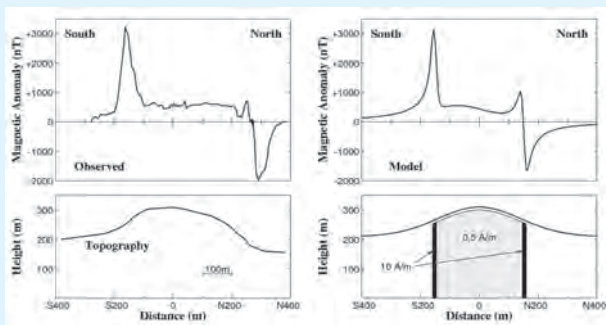 +3000
+2000
+1000
0
-1000
-2000
Magnetic Anomaly (nT)
South
North
Observed
300
200
100
Height (m)
Topography
100m
S400
S200
0
N200
N400
Distance (m)
+3000
+2000
+1000
0
-1000
-2000
Magnetic Anomaly (nT)
South
North
Model
300
200
100
Height (m)
0,5 A/m
10 A/m
S400
S200
0
N200
N400
Distance (m)